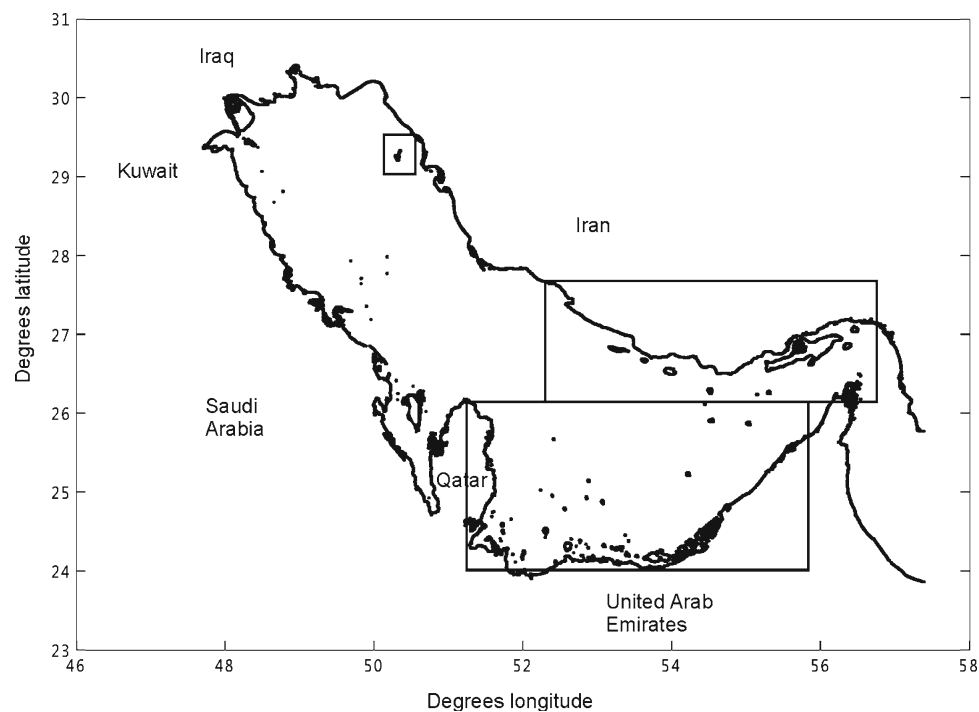 31
30
29
28
27
26
25
24
23
46
48
50
52
54
56
58
Degrees latitude
Degrees longitude
Iraq
Kuwait
Iran
Saudi
Arabia
Qatar
United Arab
Emirates